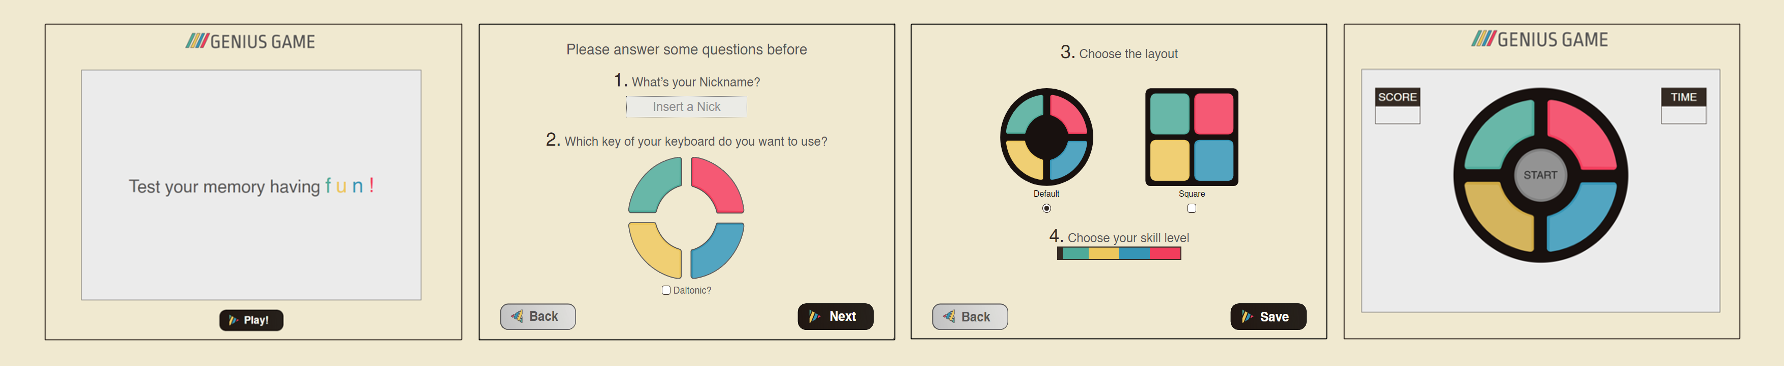 GENIUS GAME
Test your memory having fun!
Play!
Please answer some questions before
1. What's your Nickname?
Insert a Nick
2. Which key of your keyboard do you want to use?
Daltonic?
Back
Next
3. Choose the layout
Default
Square
4. Choose your skill level
Back
Save
GENIUS GAME
SCORE
TIME
START